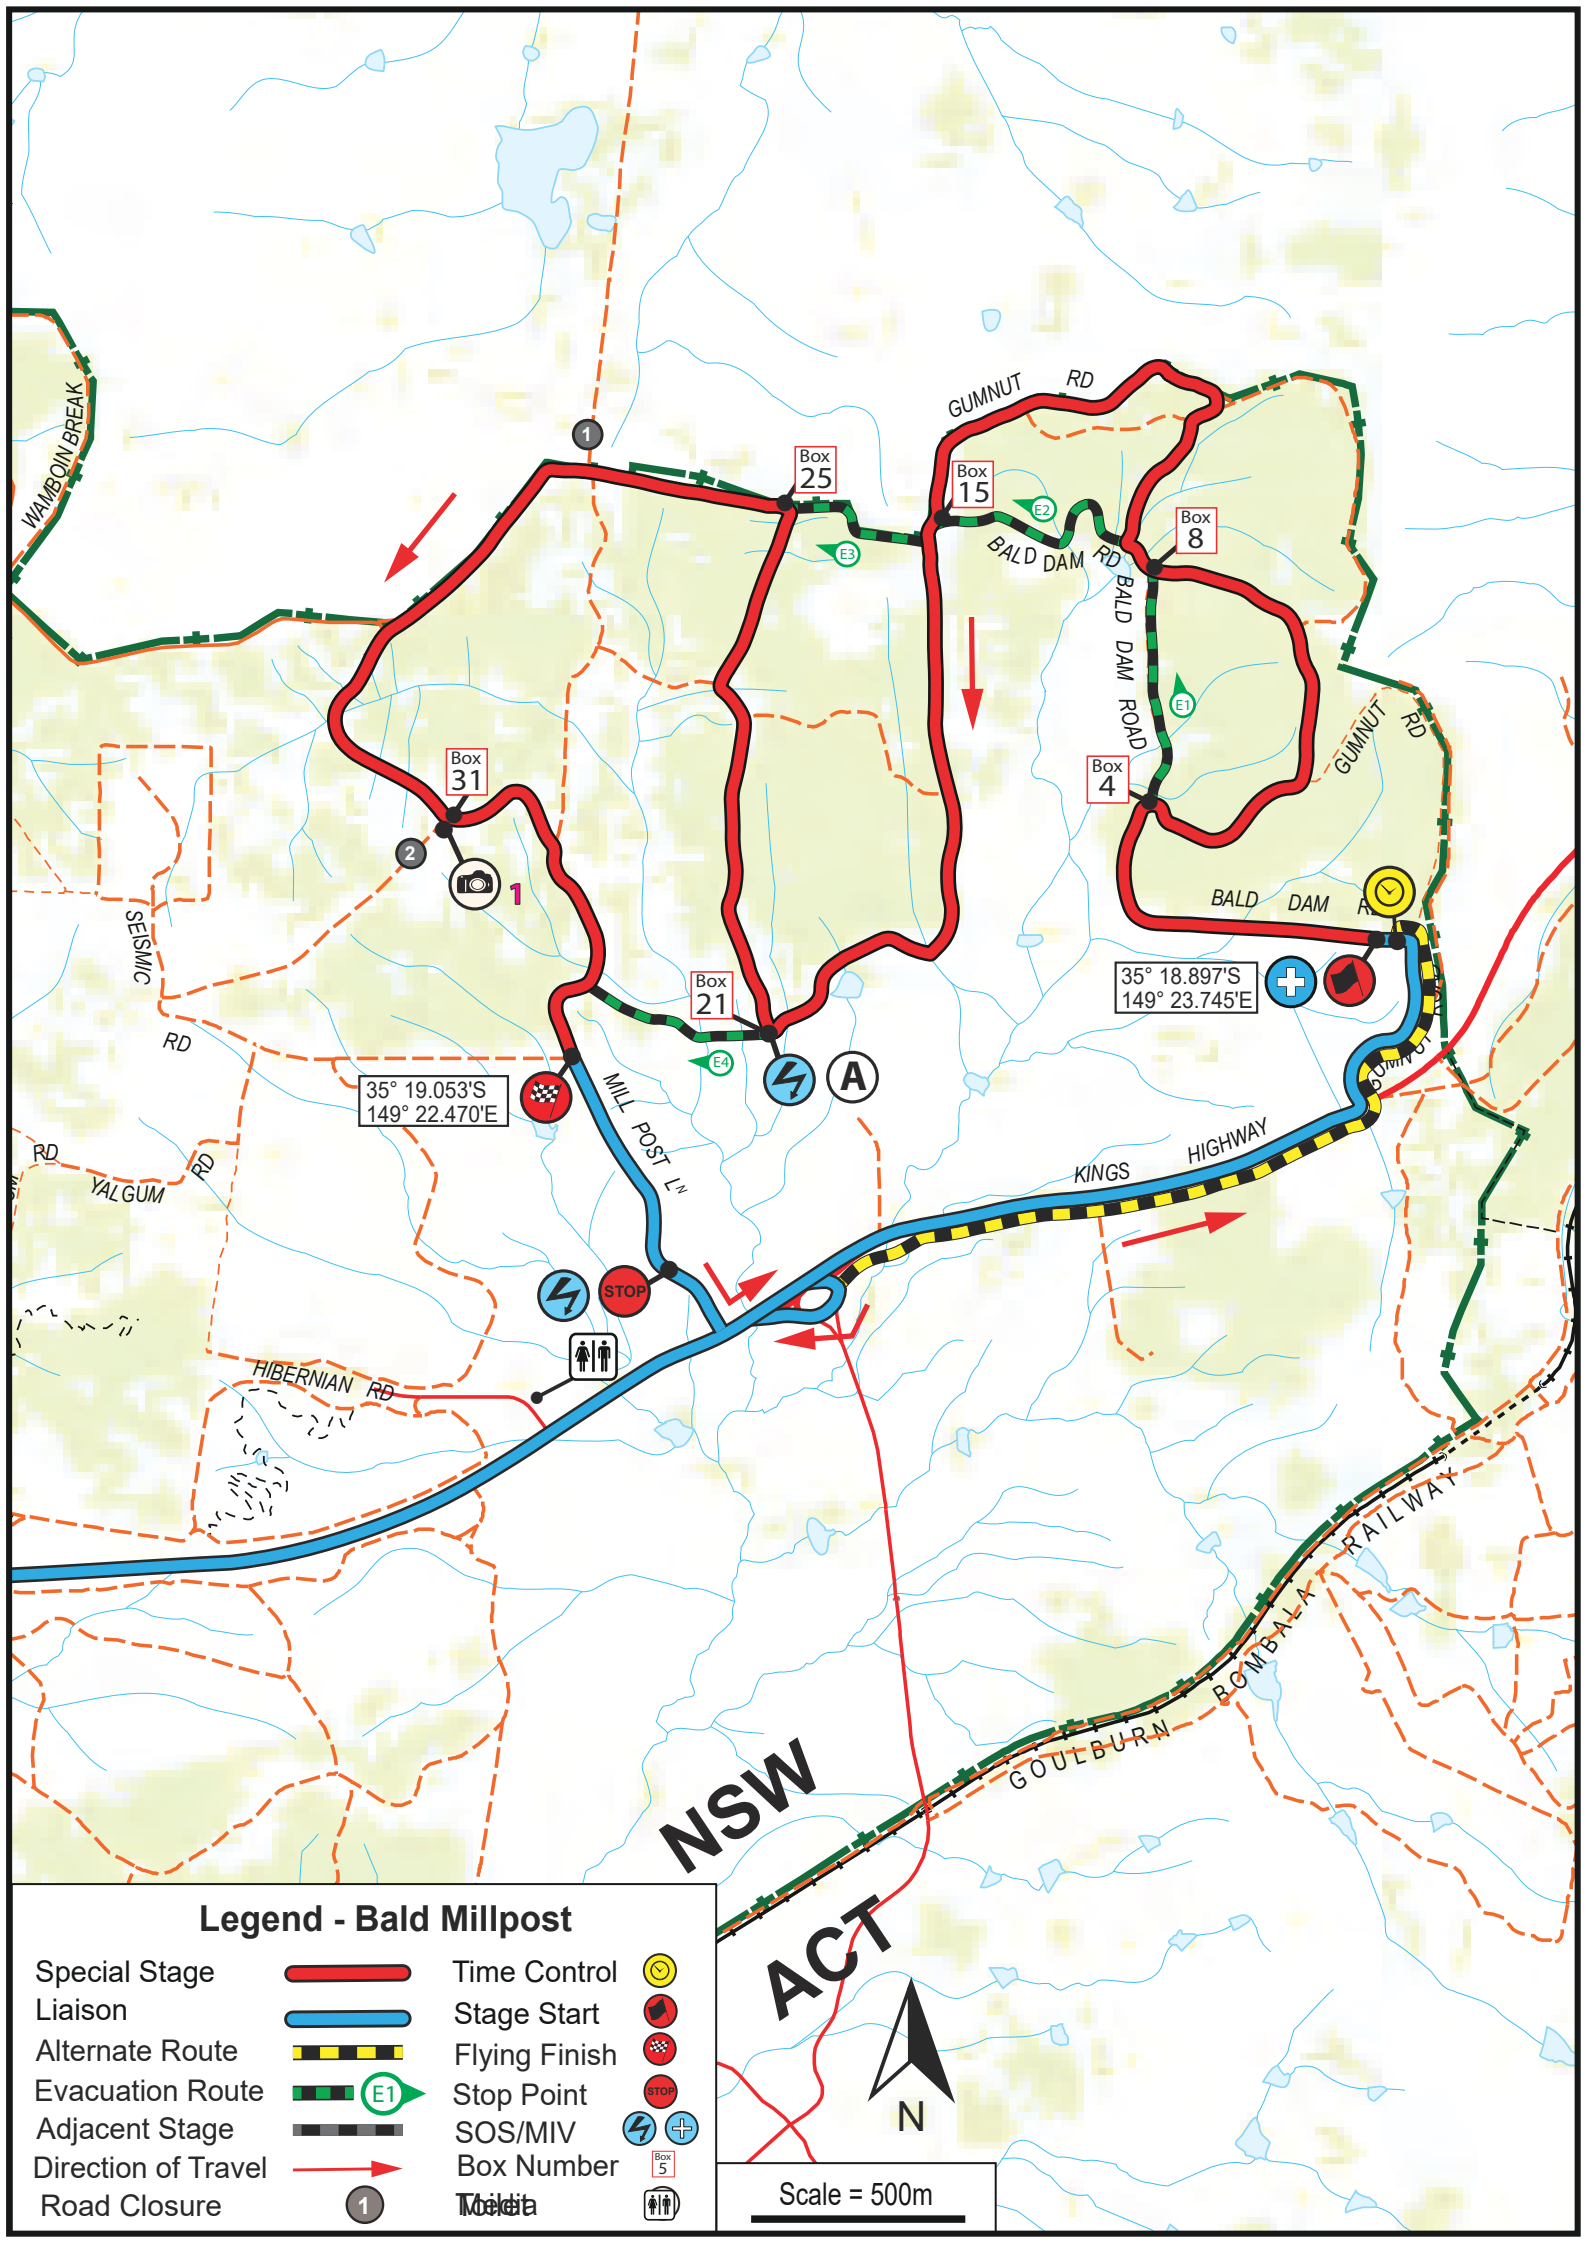 WAMBOIN BREAK
1
GUMNUT RD
Box
25
Box
15
E2
Box
8
E3
BALD DAM RD
BALD DAM ROAD
E1
GUMNUT RD
Box
31
Box
4
2
1
BALD DAM
SEISMIC
RD
Box
21
35° 18.897'S
149° 23.745'E
E4
A
35° 19.053'S
149° 22.470'E
MILL POST LN
GUMNUT
RD
YALGUM RD
KINGS HIGHWAY
STOP
HIBERNIAN RD
GOULBURN BOMBALA RAILWAY
NSW
ACT
Legend - Bald Millpost
Special Stage
Liaison
Alternate Route
Evacuation Route E1
Adjacent Stage
Direction of Travel
Road Closure 1
Time Control
Stage Start
Flying Finish
Stop Point STOP
SOS/MIV
Box Number Box 5
N
Scale = 500m